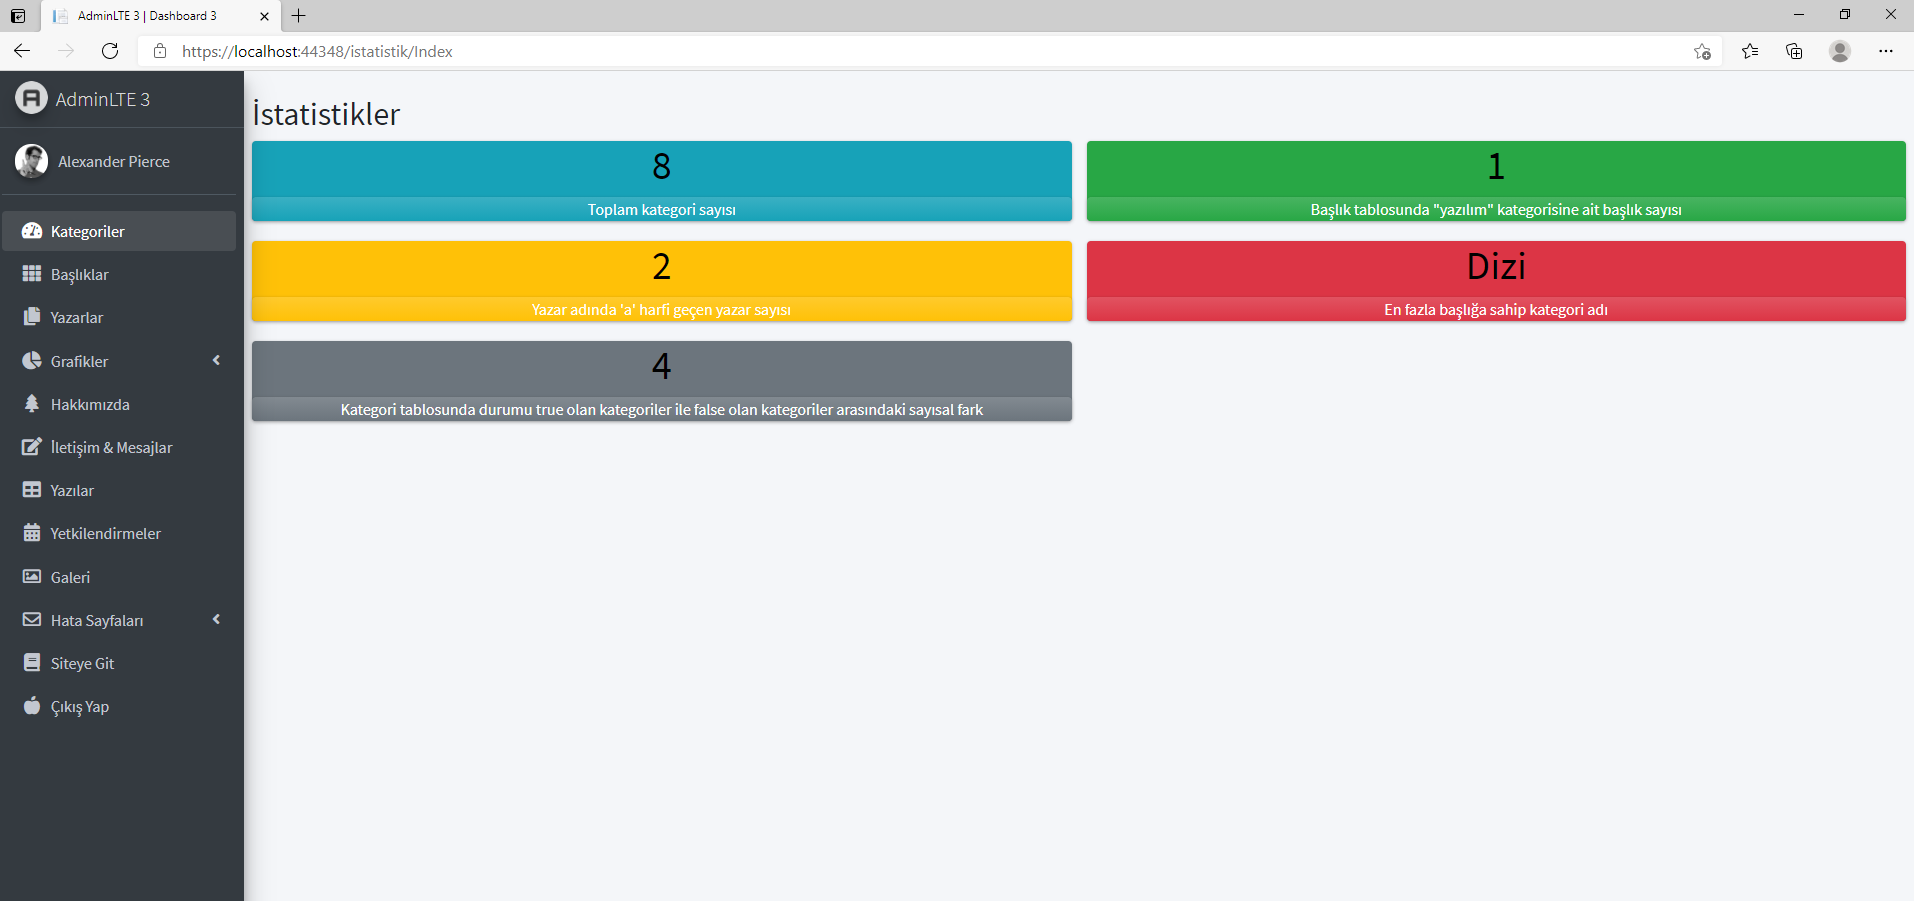 AdminLTE 3 | Dashboard 3
https://localhost:44348/istatistik/Index
AdminLTE 3
Alexander Pierce
Kategoriler
Başlıklar
Yazarlar
Grafikler
Hakkımızda
İletişim & Mesajlar
Yazılar
Yetkilendirmeler
Galeri
Hata Sayfaları
Siteye Git
Çıkış Yap
İstatistikler
8
Toplam kategori sayısı
1
Başlık tablosunda "yazılım" kategorisine ait başlık sayısı
2
Yazar adında 'a' harfi geçen yazar sayısı
Dizi
En fazla başlığa sahip kategori adı
4
Kategori tablosunda durumu true olan kategoriler ile false olan kategoriler arasındaki sayısal fark